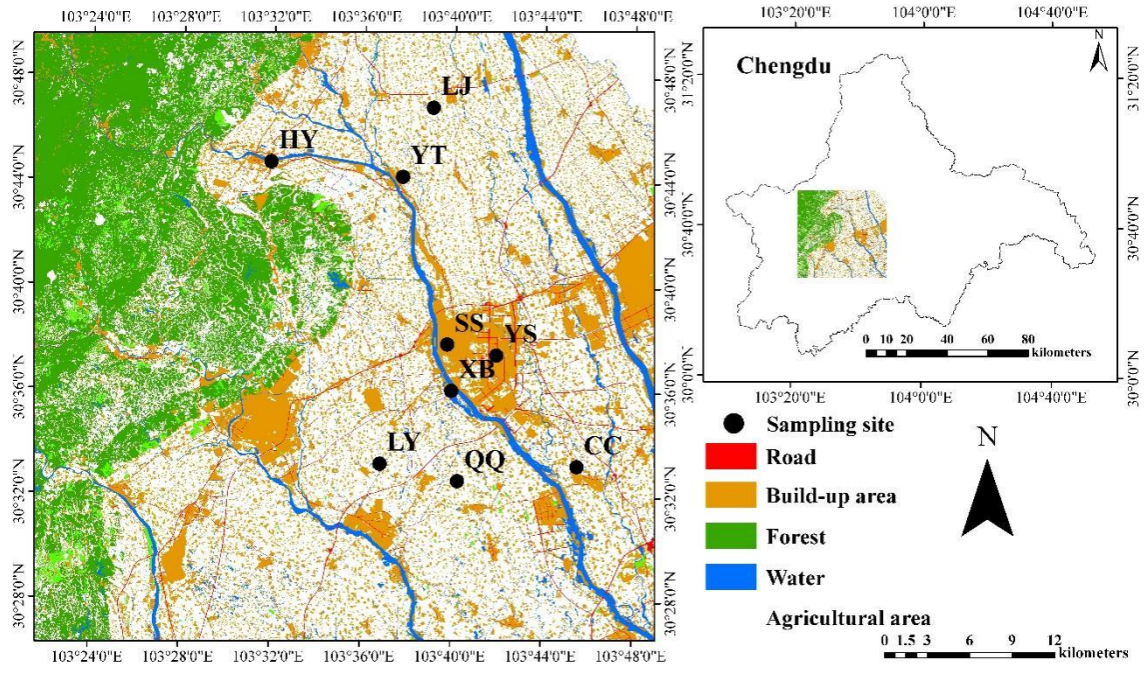 103°24'0"E 103°28'0"E 103°32'0"E 103°36'0"E 103°40'0"E 103°44'0"E 103°48'0"E
30°48'0"N
30°44'0"N
30°40'0"N
30°36'0"N
30°32'0"N
30°28'0"N
LJ
HY
YT
SS
YS
XB
LY
QQ
CC
30°48'0"N
30°44'0"N
30°40'0"N
30°36'0"N
30°32'0"N
30°28'0"N
103°24'0"E 103°28'0"E 103°32'0"E 103°36'0"E 103°40'0"E 103°44'0"E 103°48'0"E
103°20'0"E 104°0'0"E 104°40'0"E
Chengdu
N
31°20'0"N
30°40'0"N
30°0'0"N
31°20'0"N
30°40'0"N
30°0'0"N
0 10 20 40 60 80
kilometers
103°20'0"E 104°0'0"E 104°40'0"E
Sampling site
Road
Build-up area
Forest
Water
Agricultural area
N
0 1.5 3 6 9 12
kilometers